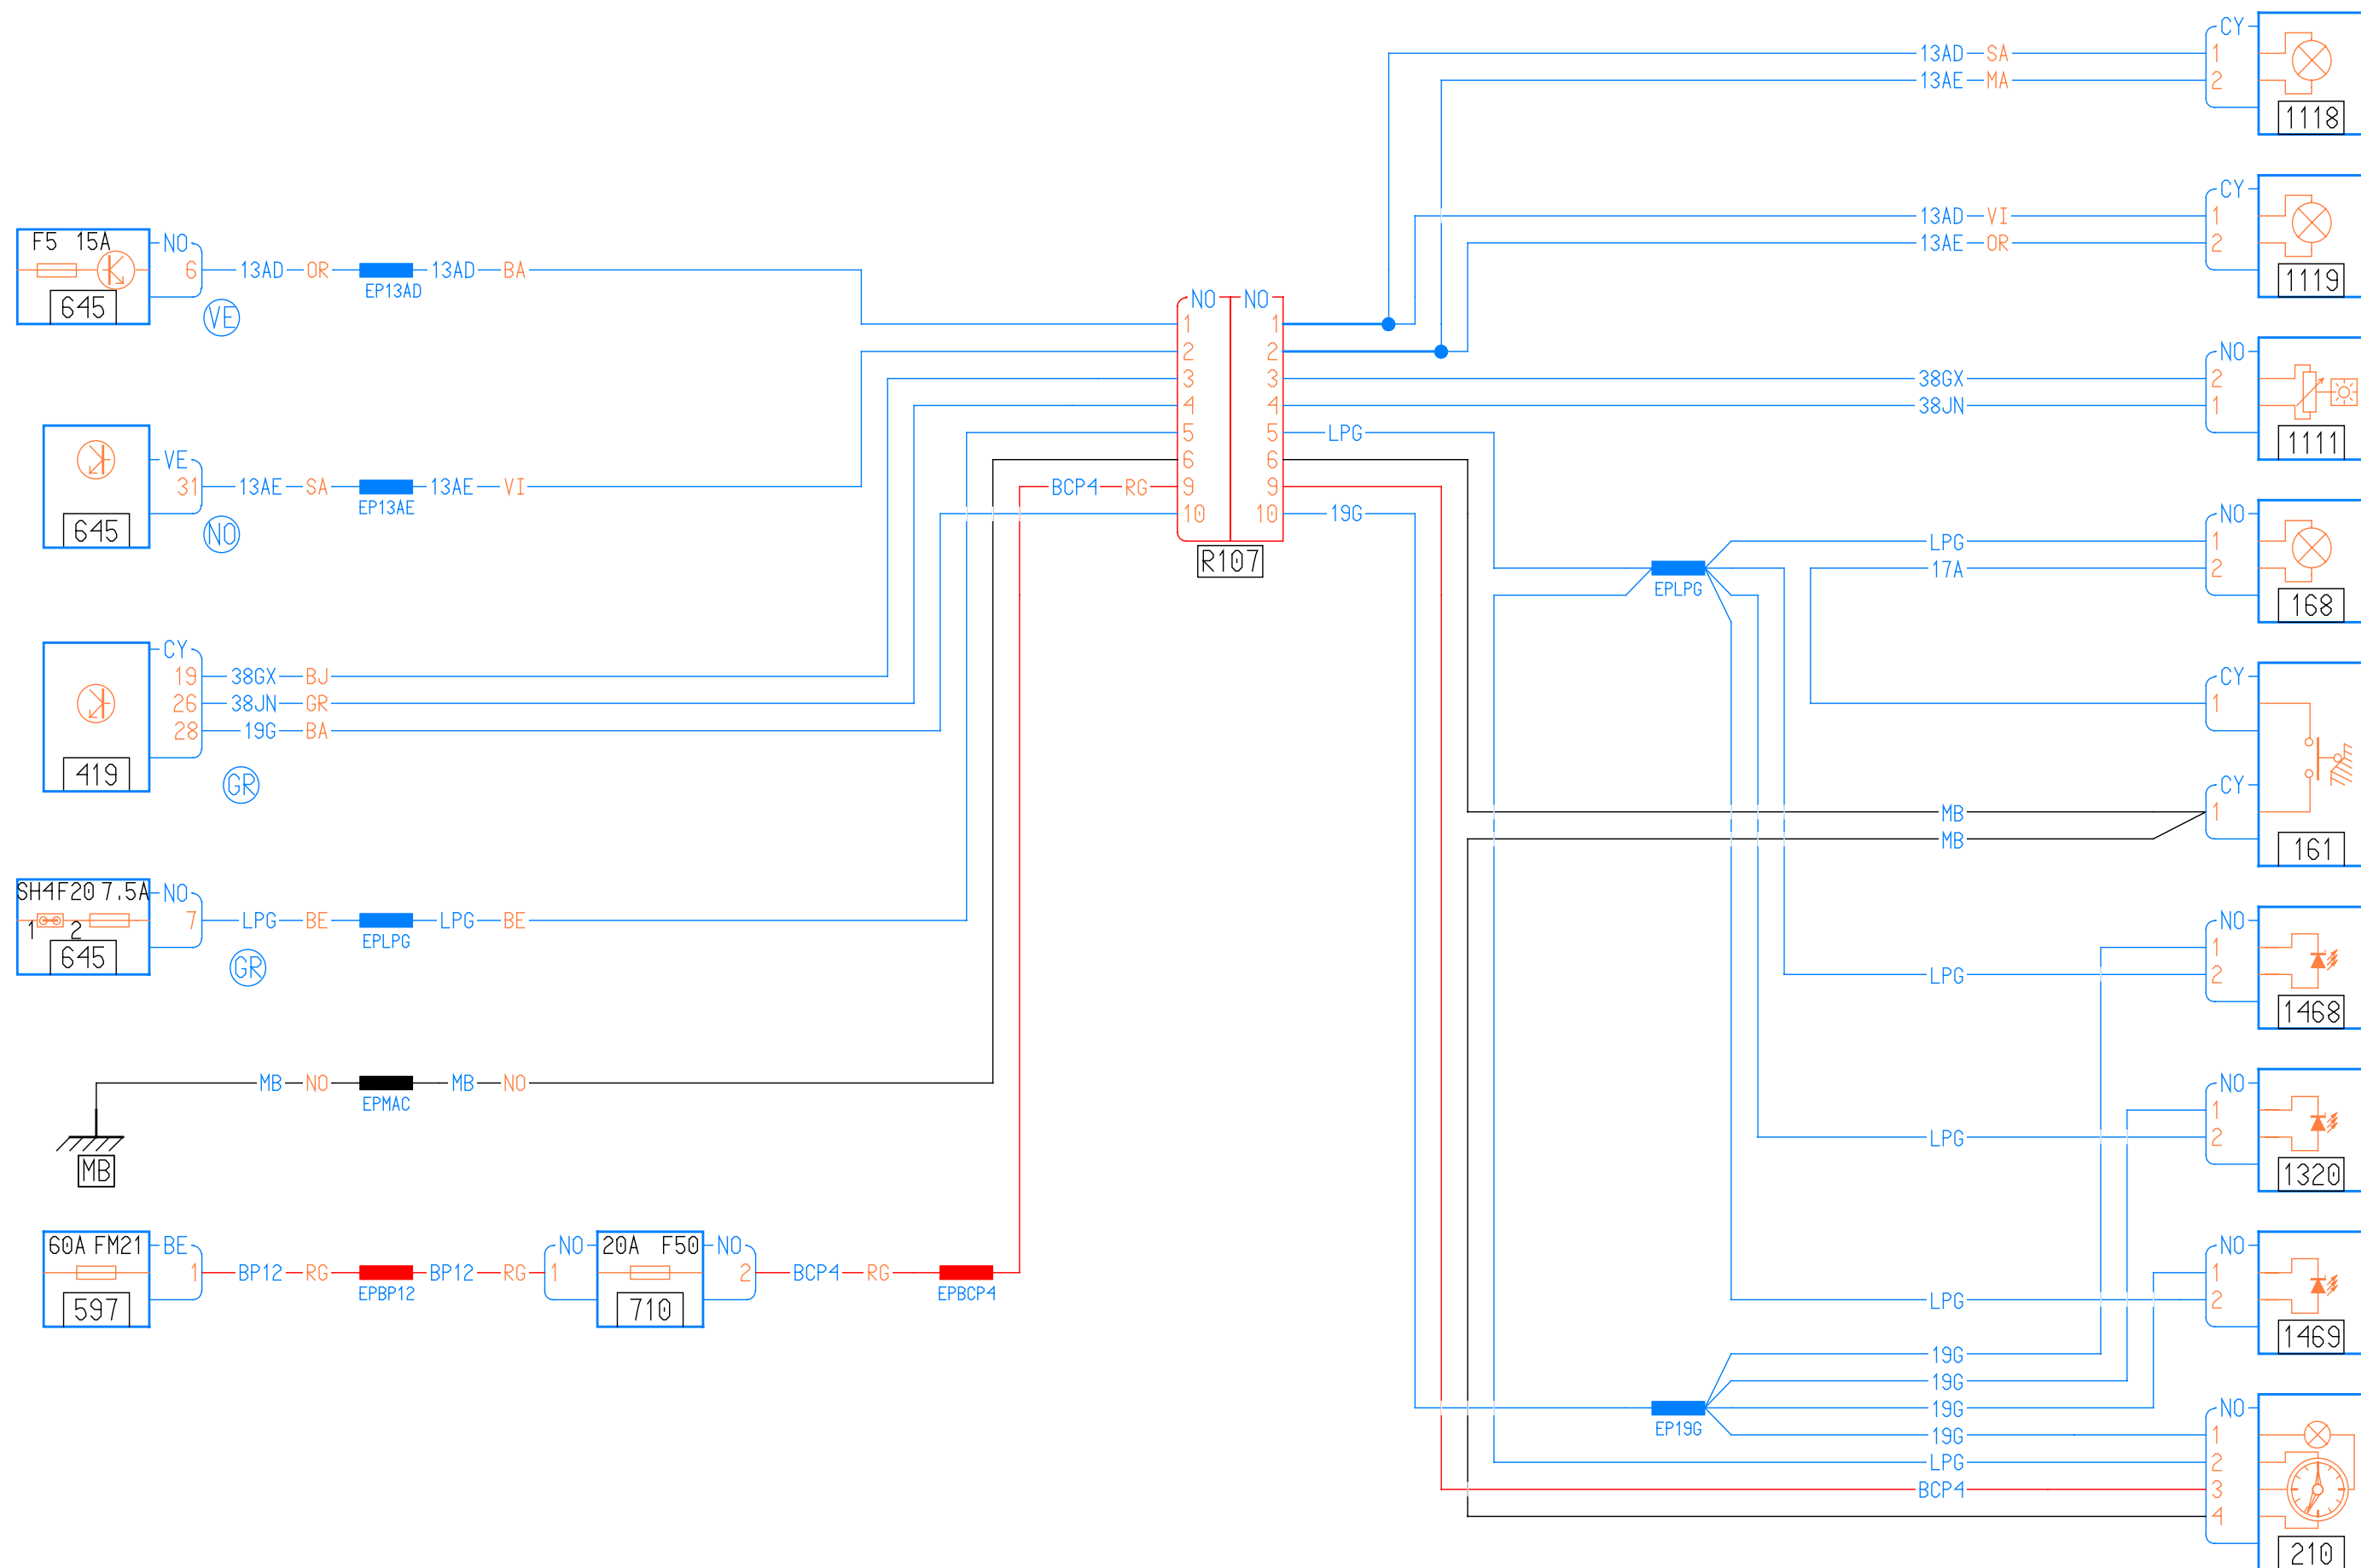 CY
13AD SA 1
13AE MA 2
1118
CY
13AD VI 1
13AE OR 2
1119
F5 15A NO
6 13AD OR 13AD BA
EP13AD
645
VE
NO NO
1 1
2 2
3 3
4 4
5 5 LPG
6 6
BCP4 RG 9 9
10 10 19G
R107
NO
38GX 2
38JN 1
1111
VE
31 13AE SA 13AE VI
EP13AE
645
NO
NO
LPG 1
17A 2
EPLPG
168
CY
19 38GX BJ
26 38JN GR
28 19G BA
419
GR
CY
1
CY
MB 1
MB
161
SH4F20 7.5A NO
7 LPG BE LPG BE
1 2
EPLPG
645
GR
NO
1
LPG 2
1468
MB NO MB NO
EPMAC
MB
NO
1
LPG 2
1320
60A FM21 BE
1 BP12 RG BP12 RG
EPBP12
597
NO 20A F50 NO
1 2 BCP4 RG
EPBCP4
710
NO
1
LPG 2
1469
19G
19G
19G NO
EP19G
19G 1
LPG 2
BCP4 3
4
210